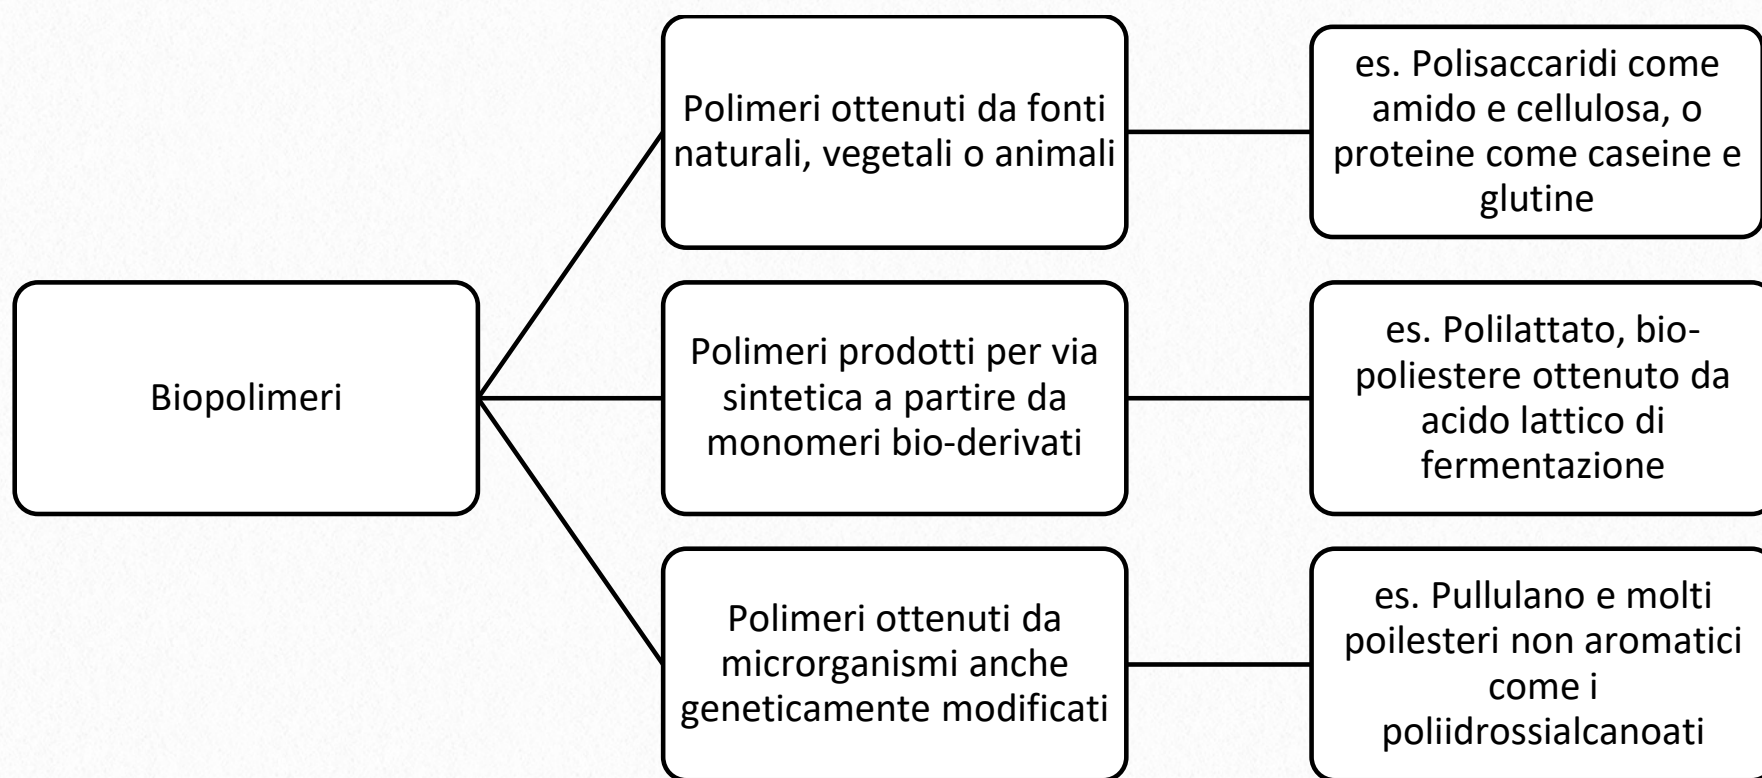 Biopolimeri
Polimeri ottenuti da fonti
naturali, vegetali o animali
es. Polisaccaridi come
amido e cellulosa, o
proteine come caseine e
glutine
Polimeri prodotti per via
sintetica a partire da
monomeri bio-derivati
es. Polilattato, bio-
poliestere ottenuto da
acido lattico di
fermentazione
Polimeri ottenuti da
microrganismi anche
geneticamente modificati
es. Pullulano e molti
poilesteri non aromatici
come i
poliidrossialcanoati